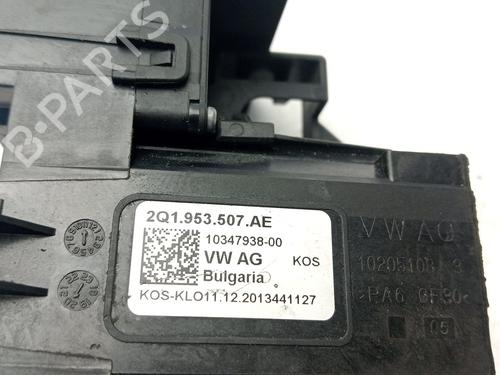 B-PARTS
2Q1.953.507.AE
10347938-00
VW AG KOS
Bulgaria
KOS-KLO11.12.2013441127
VW AG
>PA6 GF30<
05